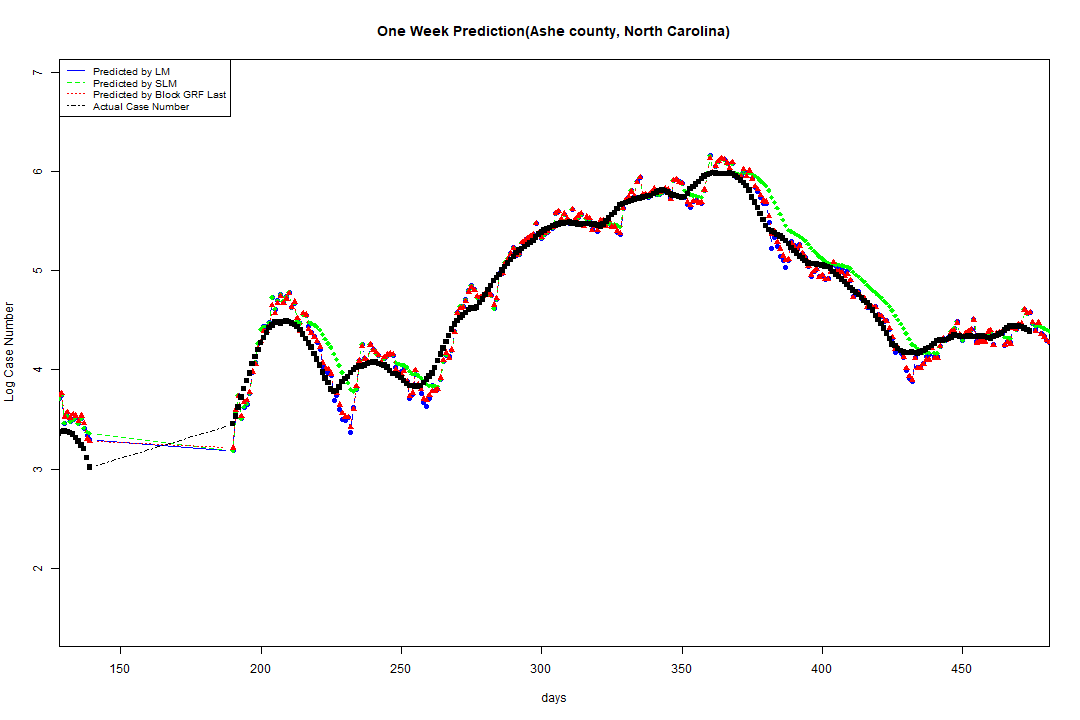 One Week Prediction(Ashe county, North Carolina)
Predicted by LM
Predicted by SLM
Predicted by Block GRF Last
Actual Case Number
7
6
5
4
3
2
Log Case Number
150 200 250 300 350 400 450
days